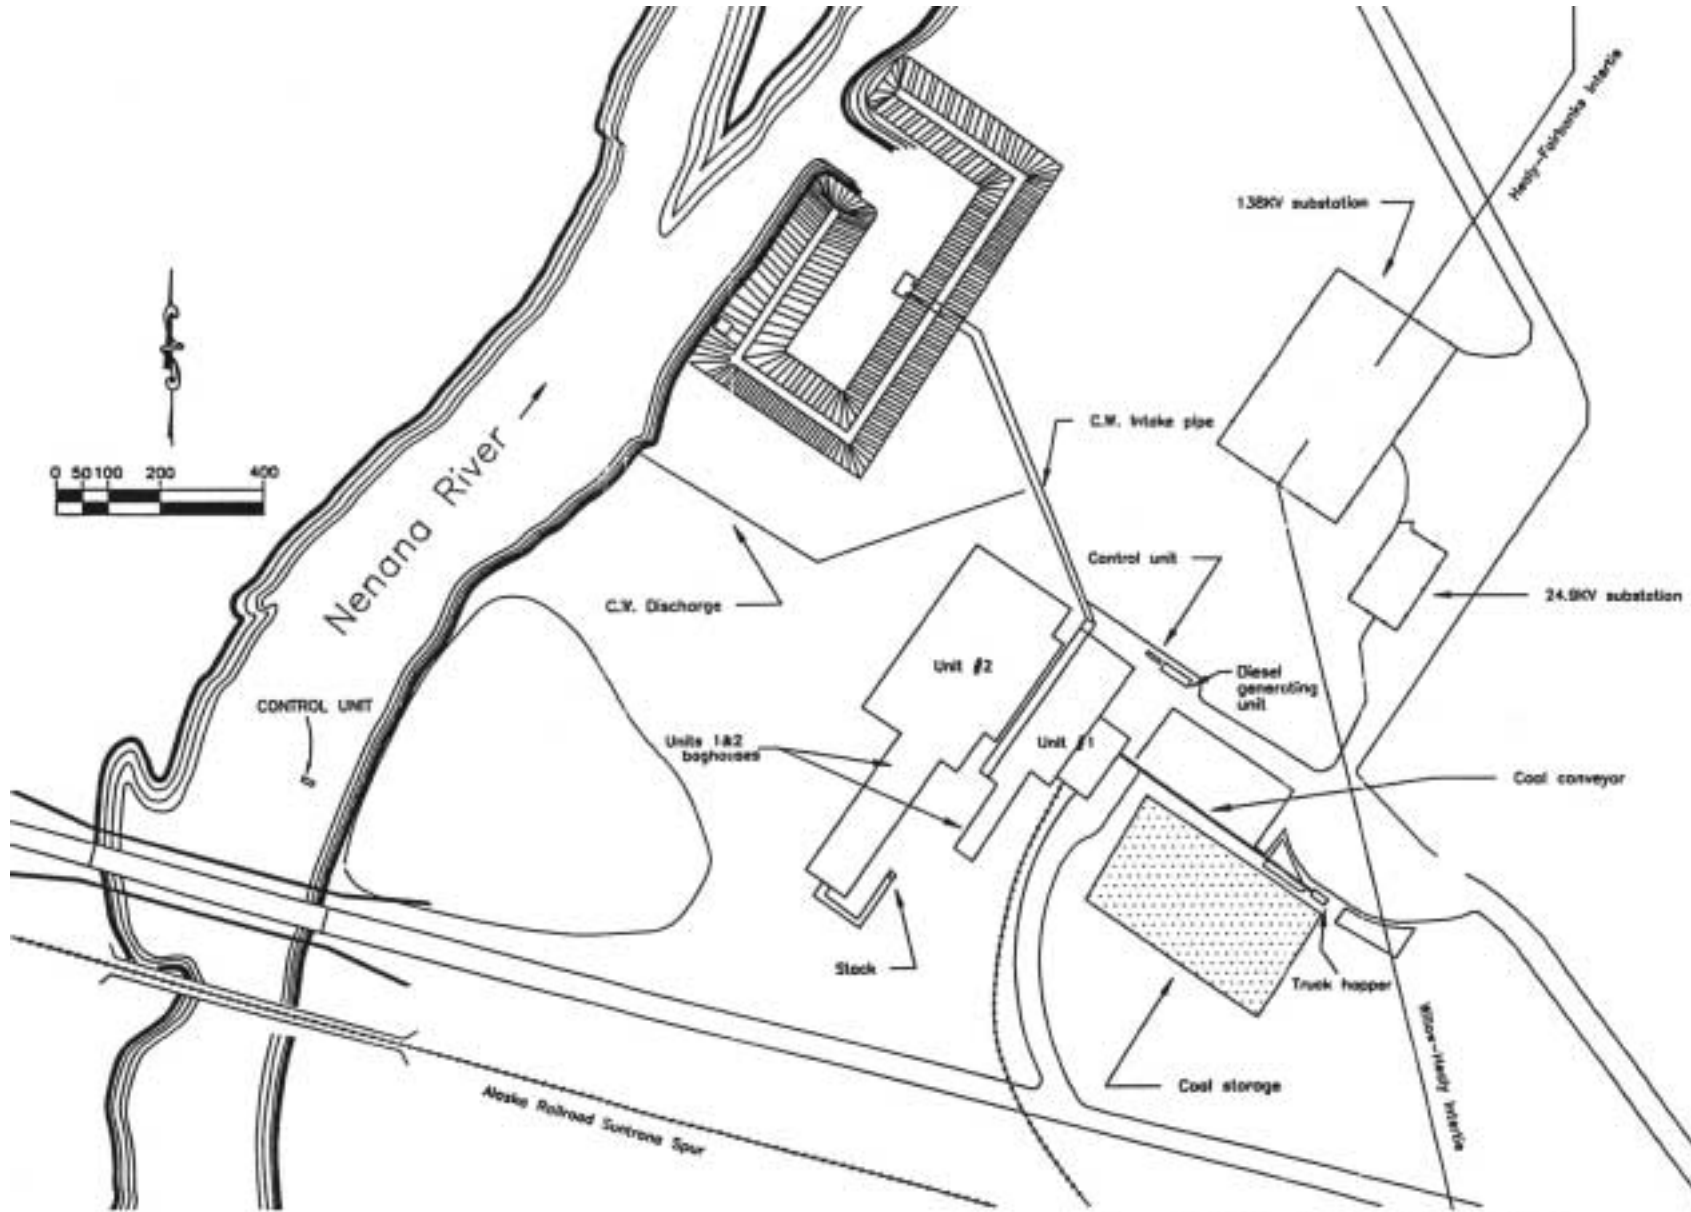 Healy-Fairbanks Intertie
138KV substation
0 50 100 200 400
Nenana River
C.W. Intake pipe
Control unit
C.W. Discharge
24.9KV substation
Unit #2
Diesel
generating
unit
CONTROL UNIT
Units 1&2
baghouses
Unit #1
Coal conveyor
Stack
Truck hopper
Coal storage
Willow-Healy Intertie
Alaska Railroad Suntrana Spur